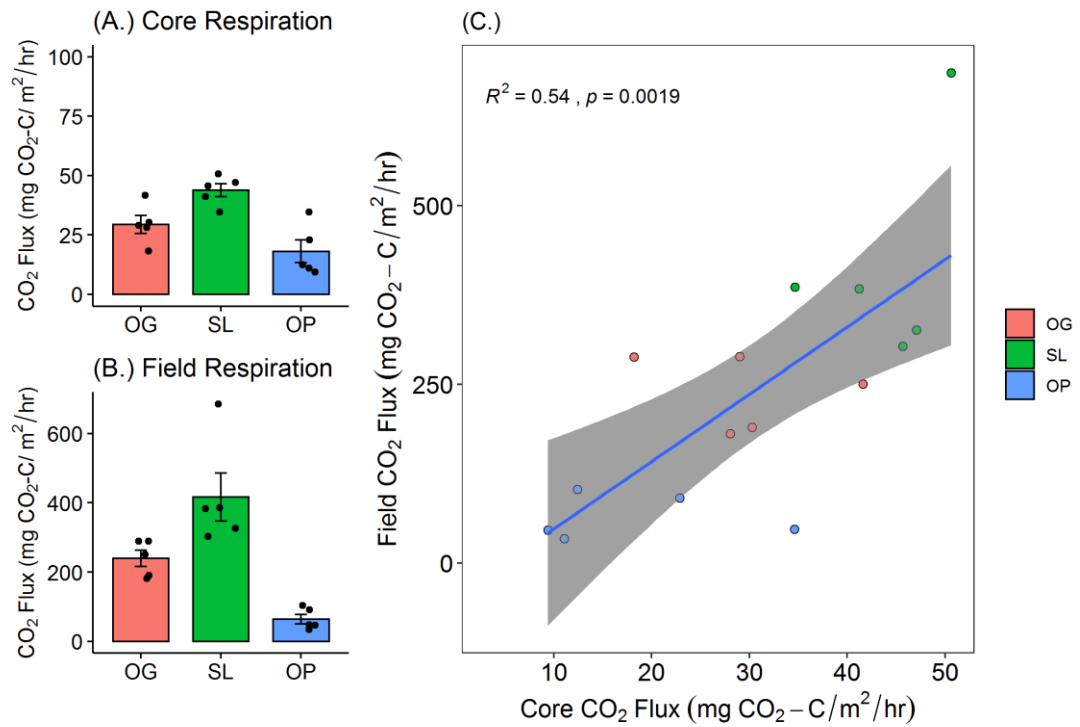 (A.) Core Respiration
CO₂ Flux (mg CO₂-C/ m²/hr)
100
75
50
25
0
OG SL OP
(B.) Field Respiration
CO₂ Flux (mg CO₂-C/ m²/hr)
600
400
200
0
OG SL OP
(C.)
R² = 0.54 , p = 0.0019
Field CO₂ Flux (mg CO₂ − C/m²/hr)
500
250
0
10 20 30 40 50
Core CO₂ Flux (mg CO₂ − C/m²/hr)
OG
SL
OP